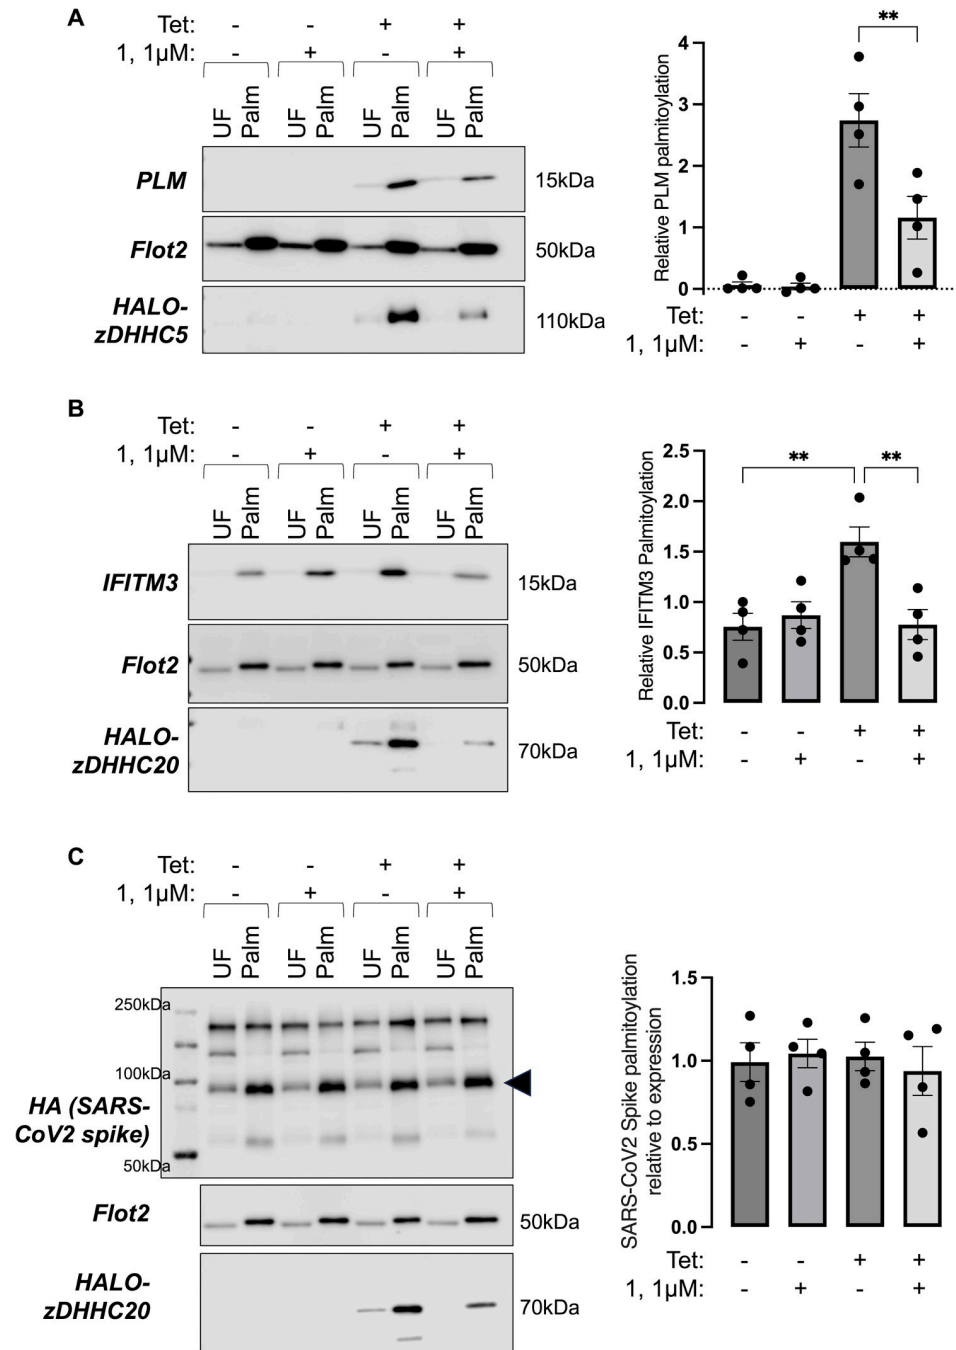 A
Tet: - - + +
1, 1µM: - + - +
UF Palm UF Palm UF Palm UF Palm
PLM
15kDa
Flot2
50kDa
HALO-
zDHHC5
110kDa
Relative PLM palmitoylation
**
4
3
2
1
0
Tet: - - + +
1, 1µM: - + - +
B
Tet: - - + +
1, 1µM: - + - +
UF Palm UF Palm UF Palm UF Palm
IFITM3
15kDa
Flot2
50kDa
HALO-
zDHHC20
70kDa
Relative IFITM3 Palmitoylation
** **
2.5
2.0
1.5
1.0
0.5
0.0
Tet: - - + +
1, 1µM: - + - +
C
Tet: - - + +
1, 1µM: - + - +
UF Palm UF Palm UF Palm UF Palm
250kDa
100kDa
HA (SARS-
CoV2 spike)
50kDa
Flot2
50kDa
HALO-
zDHHC20
70kDa
SARS-CoV2 Spike palmitoylation
relative to expression
1.5
1.0
0.5
0.0
Tet: - - + +
1, 1µM: - + - +